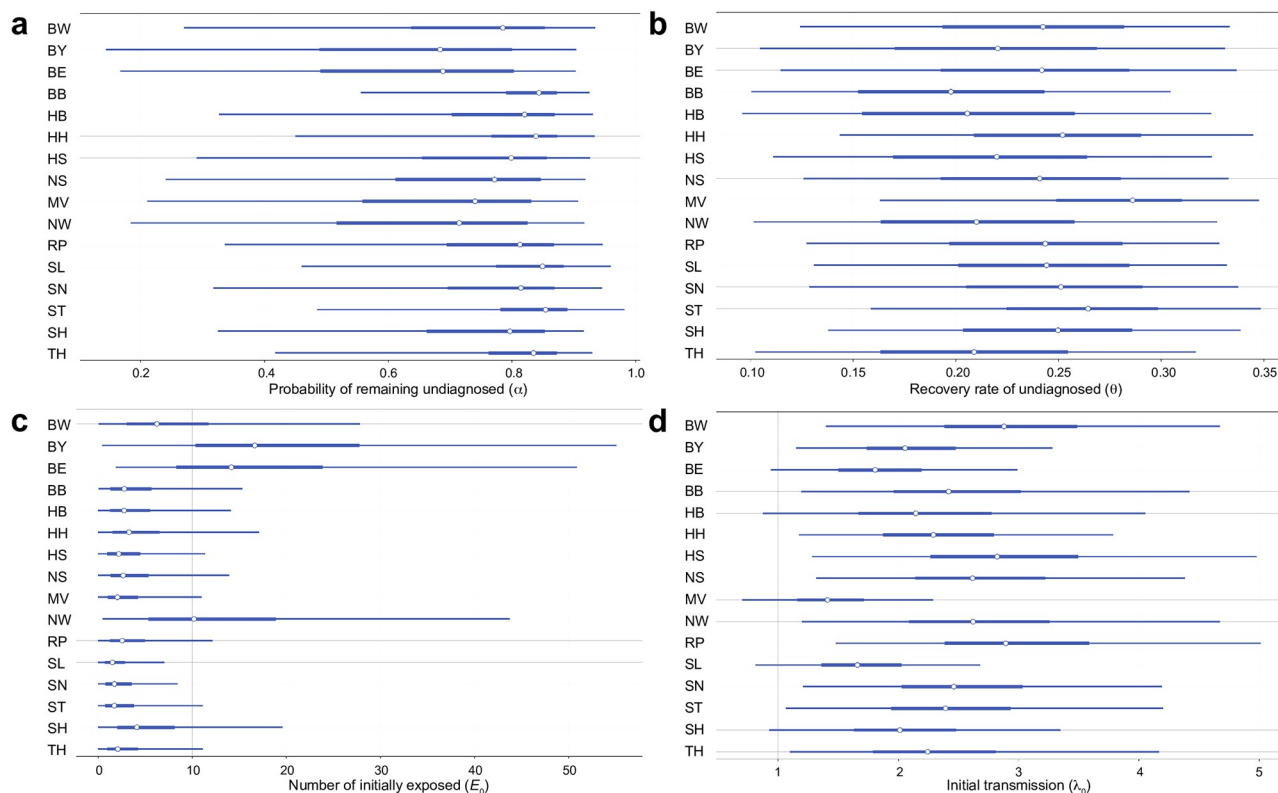 a
BW
BY
BE
BB
HB
HH
HS
NS
MV
NW
RP
SL
SN
ST
SH
TH
0.2 0.4 0.6 0.8 1.0
Probability of remaining undiagnosed (α)
b
BW
BY
BE
BB
HB
HH
HS
NS
MV
NW
RP
SL
SN
ST
SH
TH
0.10 0.15 0.20 0.25 0.30 0.35
Recovery rate of undiagnosed (θ)
c
BW
BY
BE
BB
HB
HH
HS
NS
MV
NW
RP
SL
SN
ST
SH
TH
0 10 20 30 40 50
Number of initially exposed (E₀)
d
BW
BY
BE
BB
HB
HH
HS
NS
MV
NW
RP
SL
SN
ST
SH
TH
1 2 3 4 5
Initial transmission (λ₀)